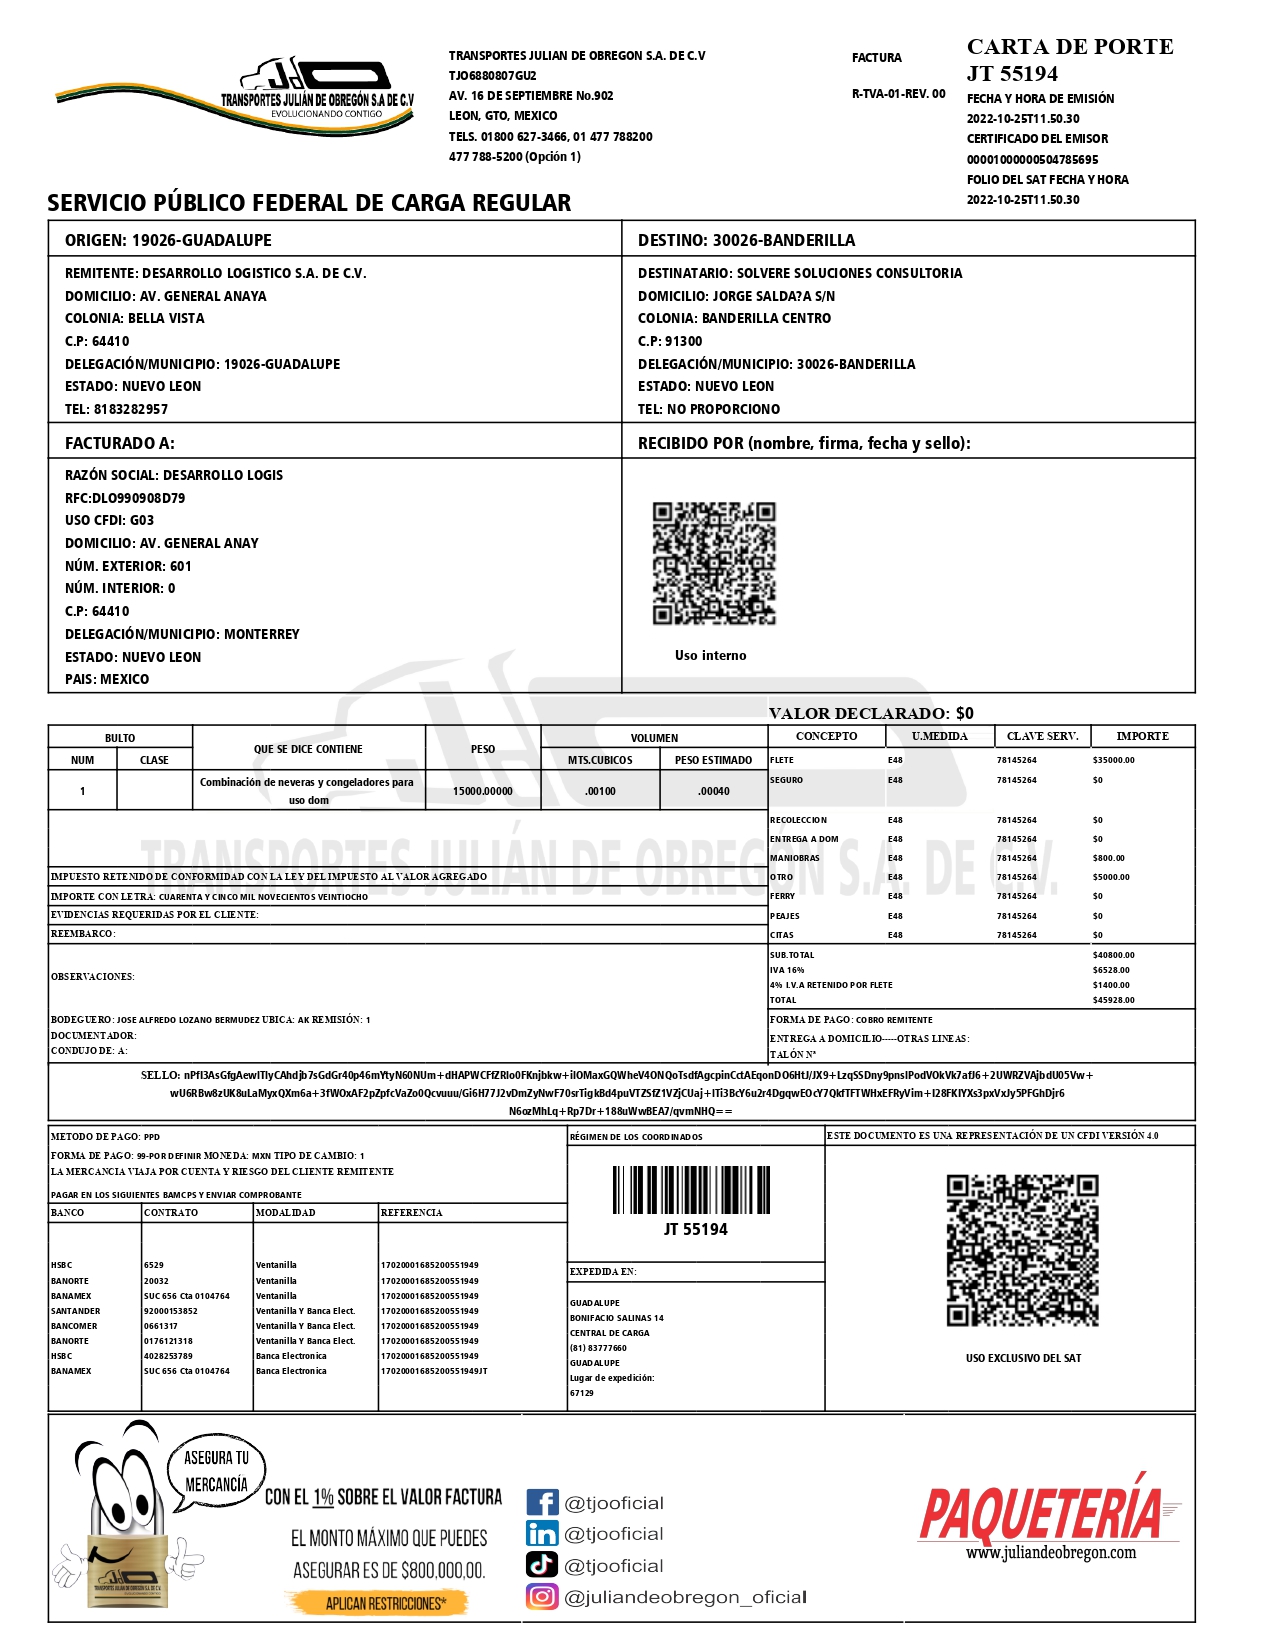 TRANSPORTES JULIÁN DE OBREGÓN S.A DE C.V
EVOLUCIONANDO CONTIGO
TRANSPORTES JULIAN DE OBREGON S.A. DE C.V
TJO6880807GU2
AV. 16 DE SEPTIEMBRE No.902
LEON, GTO, MEXICO
TELS. 01800 627-3466, 01 477 788200
477 788-5200 (Opción 1)
FACTURA
R-TVA-01-REV. 00
CARTA DE PORTE
JT 55194
FECHA Y HORA DE EMISIÓN
2022-10-25T11.50.30
CERTIFICADO DEL EMISOR
00001000000504785695
FOLIO DEL SAT FECHA Y HORA
2022-10-25T11.50.30
SERVICIO PÚBLICO FEDERAL DE CARGA REGULAR
ORIGEN: 19026-GUADALUPE
REMITENTE: DESARROLLO LOGISTICO S.A. DE C.V.
DOMICILIO: AV. GENERAL ANAYA
COLONIA: BELLA VISTA
C.P: 64410
DELEGACIÓN/MUNICIPIO: 19026-GUADALUPE
ESTADO: NUEVO LEON
TEL: 8183282957
DESTINO: 30026-BANDERILLA
DESTINATARIO: SOLVERE SOLUCIONES CONSULTORIA
DOMICILIO: JORGE SALDA?A S/N
COLONIA: BANDERILLA CENTRO
C.P: 91300
DELEGACIÓN/MUNICIPIO: 30026-BANDERILLA
ESTADO: NUEVO LEON
TEL: NO PROPORCIONO
FACTURADO A:
RAZÓN SOCIAL: DESARROLLO LOGIS
RFC:DLO990908D79
USO CFDI: G03
DOMICILIO: AV. GENERAL ANAY
NÚM. EXTERIOR: 601
NÚM. INTERIOR: 0
C.P: 64410
DELEGACIÓN/MUNICIPIO: MONTERREY
ESTADO: NUEVO LEON
PAIS: MEXICO
RECIBIDO POR (nombre, firma, fecha y sello):
Uso interno
VALOR DECLARADO: $0
BULTO QUE SE DICE CONTIENE PESO VOLUMEN
NUM CLASE MTS.CUBICOS PESO ESTIMADO
1 Combinación de neveras y congeladores para uso dom 15000.00000 .00100 .00040
CONCEPTO U.MEDIDA CLAVE SERV. IMPORTE
FLETE E48 78145264 $35000.00
SEGURO E48 78145264 $0
RECOLECCION E48 78145264 $0
ENTREGA A DOM E48 78145264 $0
MANIOBRAS E48 78145264 $800.00
OTRO E48 78145264 $5000.00
FERRY E48 78145264 $0
PEAJES E48 78145264 $0
CITAS E48 78145264 $0
SUB.TOTAL $40800.00
IVA 16% $6528.00
4% I.V.A RETENIDO POR FLETE $1400.00
TOTAL $45928.00
FORMA DE PAGO: COBRO REMITENTE
ENTREGA A DOMICILIO-----OTRAS LINEAS:
TALÓN Nº
TRANSPORTES JULIÁN DE OBREGÓN S.A. DE C.V.
IMPUESTO RETENIDO DE CONFORMIDAD CON LA LEY DEL IMPUESTO AL VALOR AGREGADO
IMPORTE CON LETRA: CUARENTA Y CINCO MIL NOVECIENTOS VEINTIOCHO
EVIDENCIAS REQUERIDAS POR EL CLIENTE:
REEMBARCO:
OBSERVACIONES:
BODEGUERO: JOSE ALFREDO LOZANO BERMUDEZ UBICA: AK REMISIÓN: 1
DOCUMENTADOR:
CONDUJO DE: A:
SELLO: nPfI3AsGfgAewITlyCAhdjb7sGdGr40p46mYtyN60NUm+dHAPWCFfZRlo0FKnjbkw+iIOMaxGQWheV4ONQoTsdfAgcpinCctAEqonDO6HtJ/JX9+LzqSSDny9pnsIPodVOkVk7afJ6+2UWRZVAjbdU05Vw+
wU6RBw8zUK8uLaMyxQXm6a+3fWOxAF2pZpfcVaZo0Qcvuuu/Gi6H77J2vDmZyNwF70srTigkBd4puVTZSfZ1VZjCUaj+ITi3BcY6u2r4DgqwEOcY7QkfTFTWHxEFRyVim+I28FKIYXs3pxVxJy5PFGhDjr6
N6ozMhLq+Rp7Dr+188uWwBEA7/qvmNHQ==
METODO DE PAGO: PPD
FORMA DE PAGO: 99-POR DEFINIR MONEDA: MXN TIPO DE CAMBIO: 1
LA MERCANCIA VIAJA POR CUENTA Y RIESGO DEL CLIENTE REMITENTE
PAGAR EN LOS SIGUIENTES BAMCPS Y ENVIAR COMPROBANTE
BANCO CONTRATO MODALIDAD REFERENCIA
HSBC 6529 Ventanilla 17020001685200551949
BANORTE 20032 Ventanilla 17020001685200551949
BANAMEX SUC 656 Cta 0104764 Ventanilla 17020001685200551949
SANTANDER 92000153852 Ventanilla Y Banca Elect. 17020001685200551949
BANCOMER 0661317 Ventanilla Y Banca Elect. 17020001685200551949
BANORTE 0176121318 Ventanilla Y Banca Elect. 17020001685200551949
HSBC 4028253789 Banca Electronica 17020001685200551949
BANAMEX SUC 656 Cta 0104764 Banca Electronica 17020001685200551949JT
RÉGIMEN DE LOS COORDINADOS
JT 55194
EXPEDIDA EN:
GUADALUPE
BONIFACIO SALINAS 14
CENTRAL DE CARGA
(81) 83777660
GUADALUPE
Lugar de expedición:
67129
ESTE DOCUMENTO ES UNA REPRESENTACIÓN DE UN CFDI VERSIÓN 4.0
USO EXCLUSIVO DEL SAT
ASEGURA TU
MERCANCÍA
CON EL 1% SOBRE EL VALOR FACTURA
EL MONTO MÁXIMO QUE PUEDES
ASEGURAR ES DE $800,000,00.
APLICAN RESTRICCIONES*
TRANSPORTES JULIÁN DE OBREGÓN S.A. DE C.V.
@tjooficial
@tjooficial
@tjooficial
@juliandeobregon_oficial
PAQUETERÍA
www.juliandeobregon.com